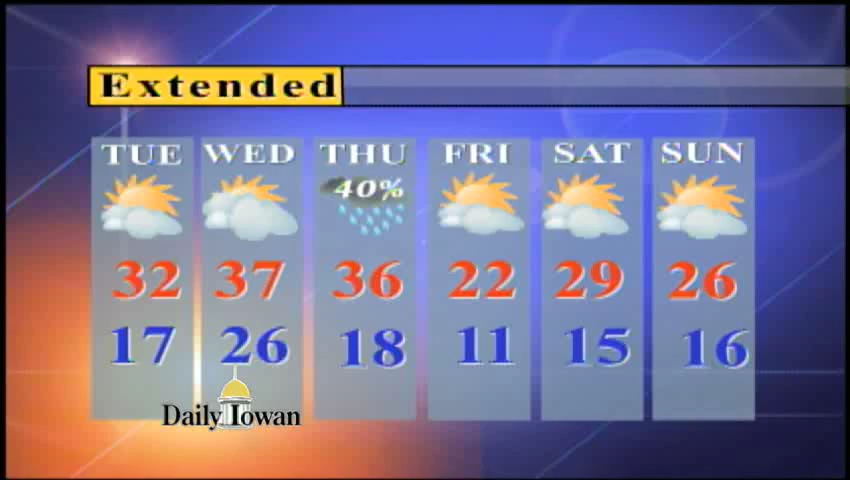 Extended
TUE WED THU FRI SAT SUN
40%
32 37 36 22 29 26
17 26 18 11 15 16
Daily Iowan